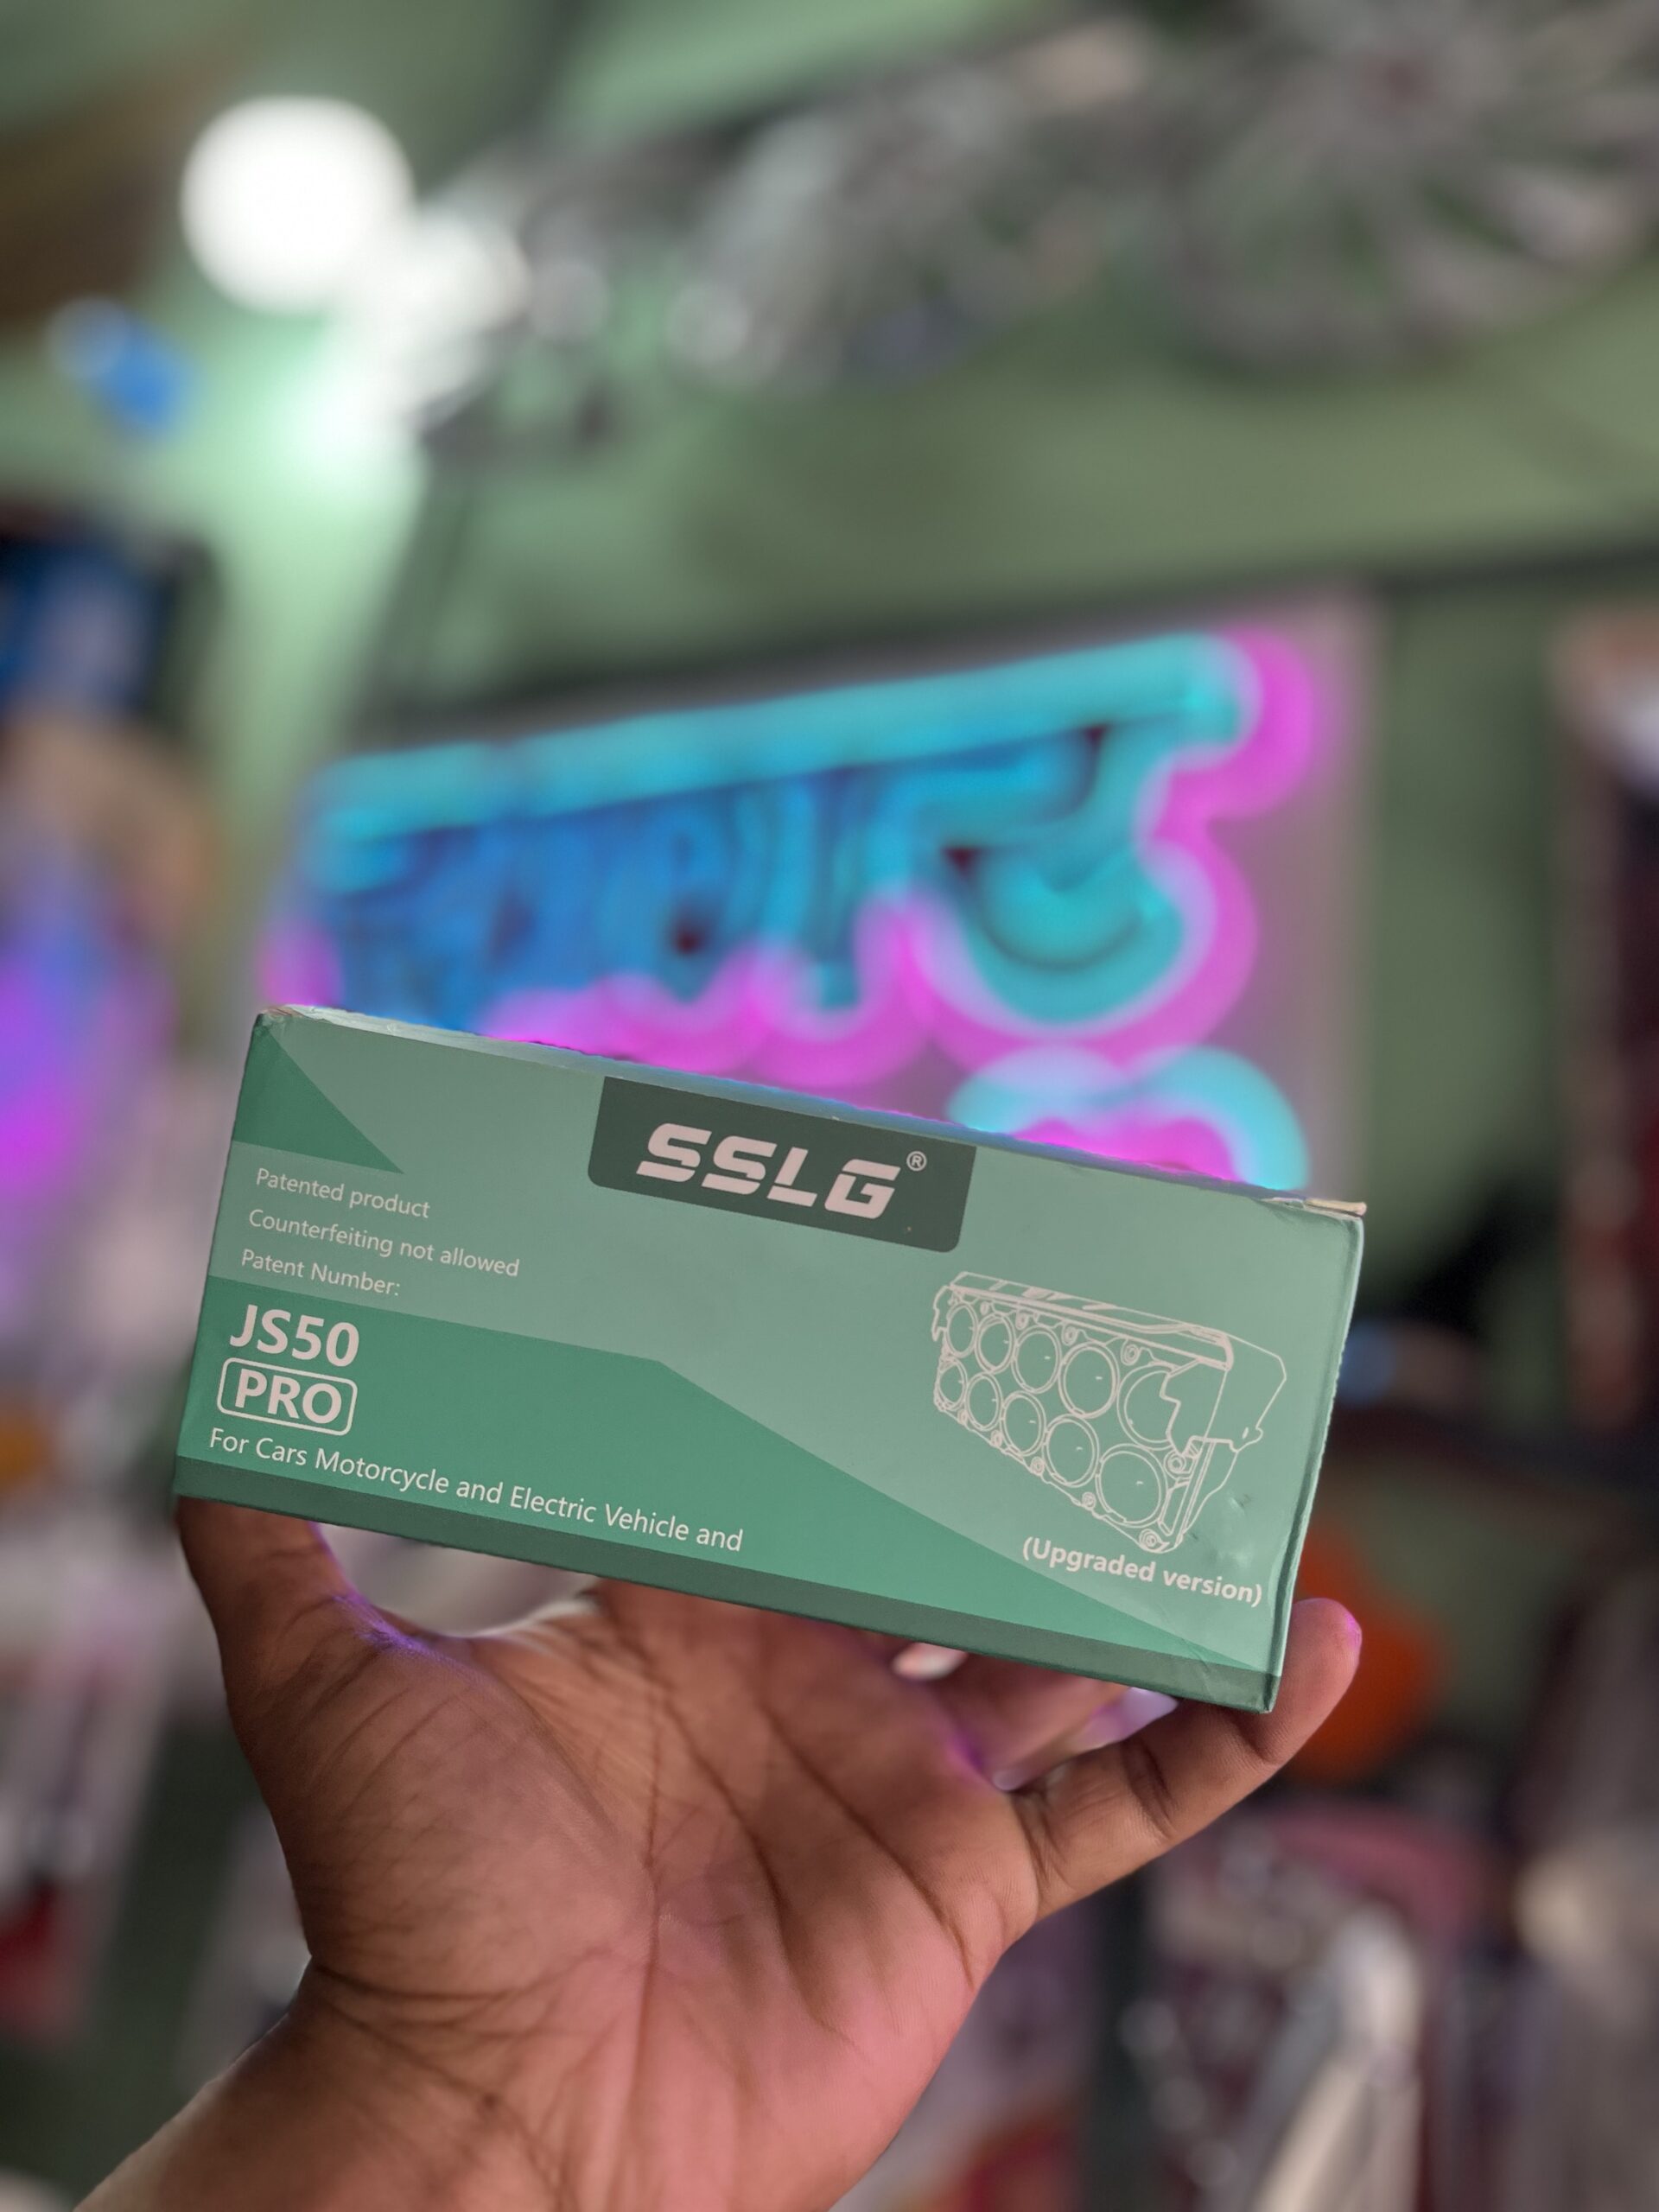 SSLG®
Patented product
Counterfeiting not allowed
Patent Number:
JS50
PRO
For Cars Motorcycle and Electric Vehicle and
(Upgraded version)